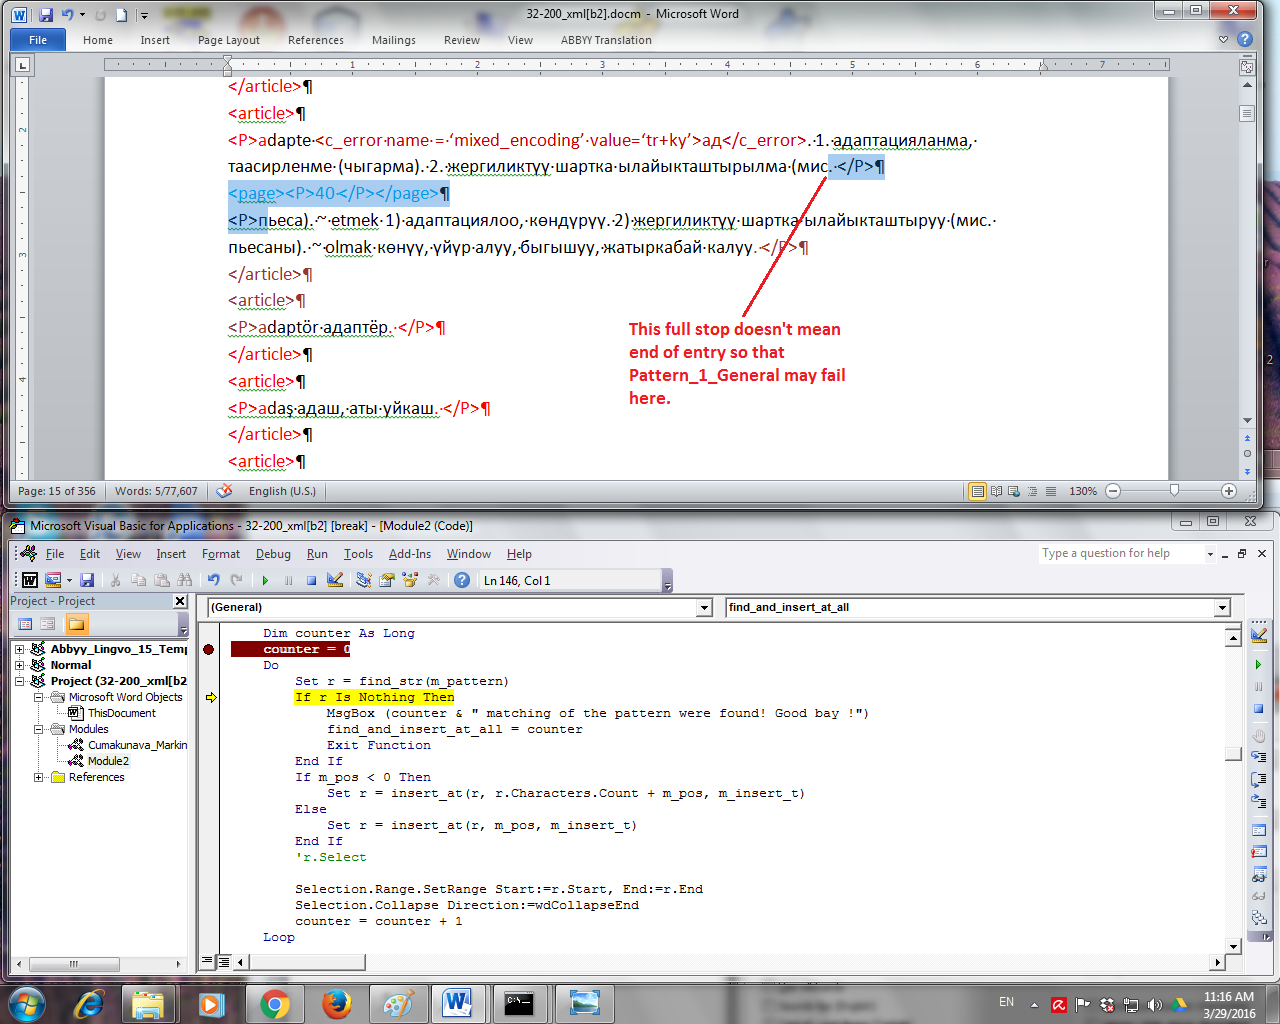 32-200_xml[b2].docm - Microsoft Word
File Home Insert Page Layout References Mailings Review View ABBYY Translation
1 2 3 4 5 6 7
2
3
4
</article>¶
<article>¶
<P>adapte·<c_error·name·=·‘mixed_encoding’·value=‘tr+ky’>ад</c_error>.·1.·адаптацияланма,·
таасирленме·(чыгарма).·2.·жергиликтүү·шартка·ылайыкташтырылма·(мис.·</P>¶
<page><P>40·</P></page>¶
<P>пьеса).·~·etmek·1)·адаптациялоо,·көндүрүү.·2)·жергиликтүү·шартка·ылайыкташтыруу·(мис.·
пьесаны).·~·olmak·көнүү,·үйүр·алуу,·быгышуу,·жатыркабай·калуу.·</P>¶
</article>¶
<article>¶
<P>adaptör·адаптёр.·</P>¶
</article>¶
<article>¶
<P>adaş·адаш,·аты·уйкаш.·</P>¶
</article>¶
<article>¶
This full stop doesn't mean
end of entry so that
Pattern_1_General may fail
here.
Page: 15 of 356 Words: 5/77,607 English (U.S.) 130%
Microsoft Visual Basic for Applications - 32-200_xml[b2] [break] - [Module2 (Code)]
File Edit View Insert Format Debug Run Tools Add-Ins Window Help Type a question for help
Ln 146, Col 1
Project - Project
(General) find_and_insert_at_all
Abbyy_Lingvo_15_Temp
Normal
Project (32-200_xml[b2
Microsoft Word Objects
ThisDocument
Modules
Cumakunava_Markin
Module2
References
Dim counter As Long
counter = 0
Do
Set r = find_str(m_pattern)
If r Is Nothing Then
MsgBox (counter & " matching of the pattern were found! Good bay !")
find_and_insert_at_all = counter
Exit Function
End If
If m_pos < 0 Then
Set r = insert_at(r, r.Characters.Count + m_pos, m_insert_t)
Else
Set r = insert_at(r, m_pos, m_insert_t)
End If
'r.Select
Selection.Range.SetRange Start:=r.Start, End:=r.End
Selection.Collapse Direction:=wdCollapseEnd
counter = counter + 1
Loop
EN
11:16 AM
3/29/2016